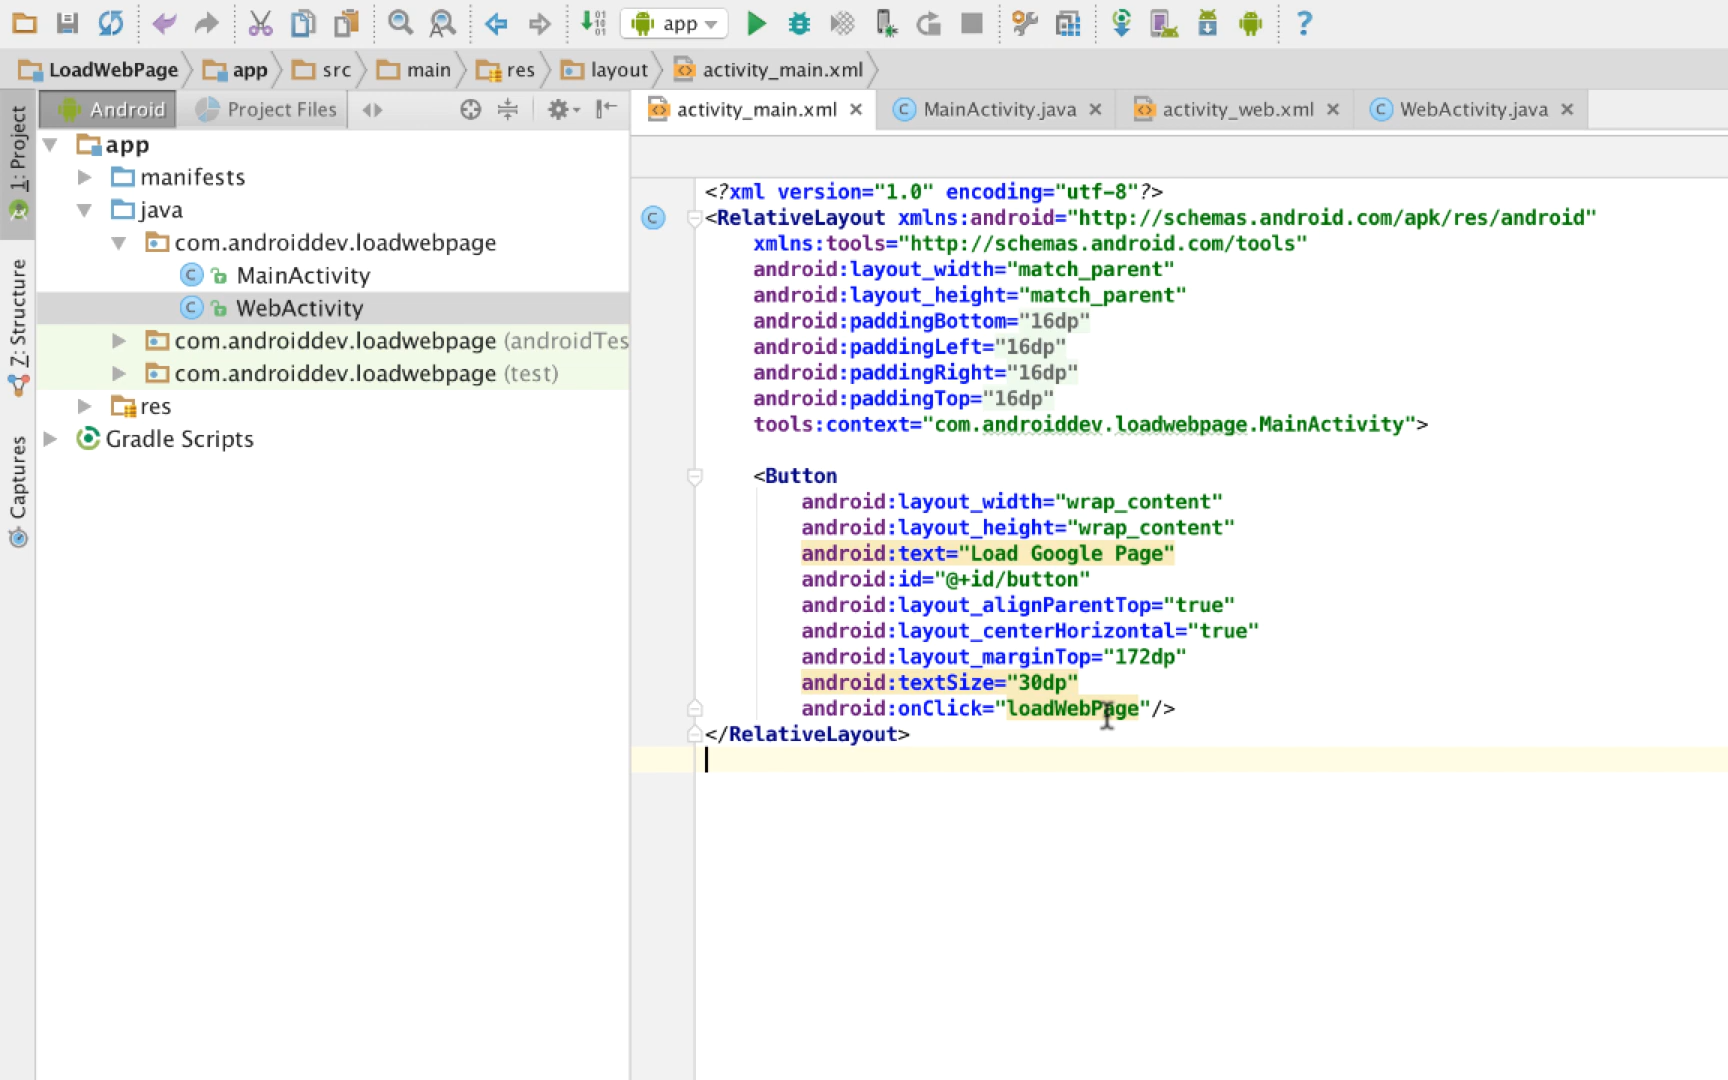 app
LoadWebPage app src main res layout activity_main.xml
Android Project Files
activity_main.xml MainActivity.java activity_web.xml WebActivity.java
1: Project
Z: Structure
Captures
app
manifests
java
com.androiddev.loadwebpage
MainActivity
WebActivity
com.androiddev.loadwebpage (androidTes
com.androiddev.loadwebpage (test)
res
Gradle Scripts
<?xml version="1.0" encoding="utf-8"?>
<RelativeLayout xmlns:android="http://schemas.android.com/apk/res/android"
    xmlns:tools="http://schemas.android.com/tools"
    android:layout_width="match_parent"
    android:layout_height="match_parent"
    android:paddingBottom="16dp"
    android:paddingLeft="16dp"
    android:paddingRight="16dp"
    android:paddingTop="16dp"
    tools:context="com.androiddev.loadwebpage.MainActivity">
    <Button
        android:layout_width="wrap_content"
        android:layout_height="wrap_content"
        android:text="Load Google Page"
        android:id="@+id/button"
        android:layout_alignParentTop="true"
        android:layout_centerHorizontal="true"
        android:layout_marginTop="172dp"
        android:textSize="30dp"
        android:onClick="loadWebPage"/>
</RelativeLayout>